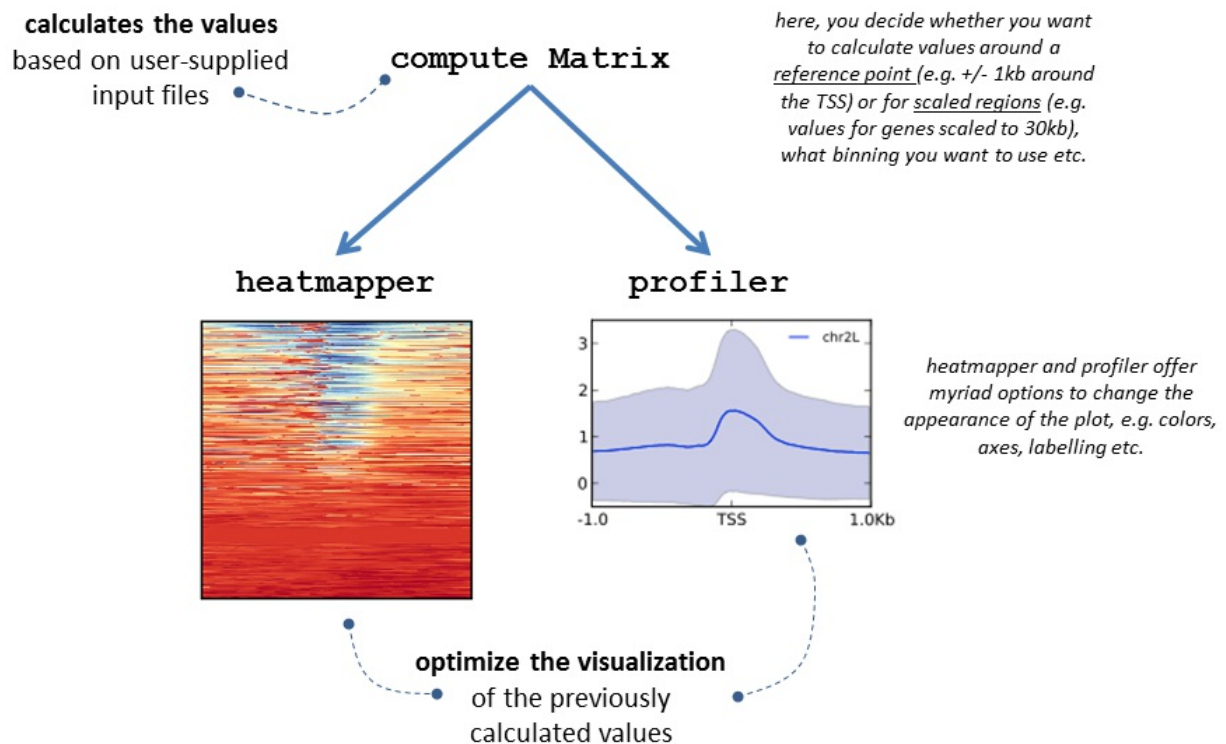 calculates the values
based on user-supplied
input files
compute Matrix
here, you decide whether you want
to calculate values around a
reference point (e.g. +/- 1kb around
the TSS) or for scaled regions (e.g.
values for genes scaled to 30kb),
what binning you want to use etc.
heatmapper
profiler
chr2L
3
2
1
0
-1.0
TSS
1.0Kb
heatmapper and profiler offer
myriad options to change the
appearance of the plot, e.g. colors,
axes, labelling etc.
optimize the visualization
of the previously
calculated values